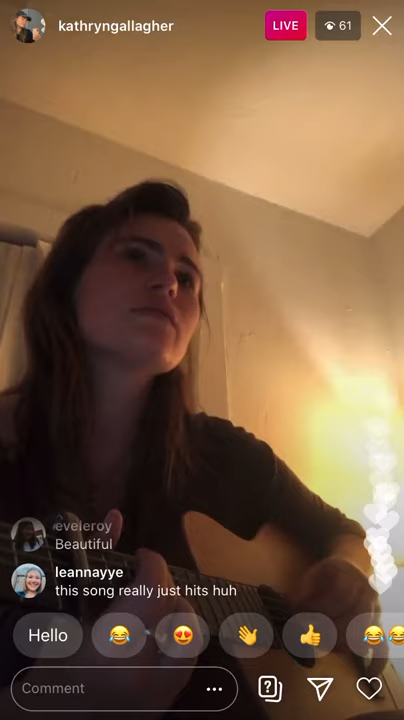 kathryngallagher
LIVE
61
eveleroy
Beautiful
leannayye
this song really just hits huh
Hello
Comment